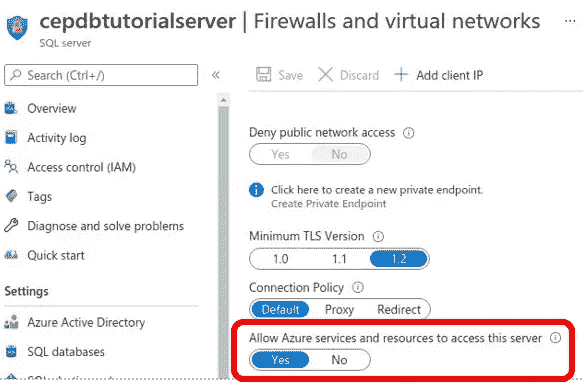 cepdbtutorialserver | Firewalls and virtual networks ...
SQL server
Search (Ctrl+/)
«
Save
Discard
Add client IP
Overview
Activity log
Access control (IAM)
Tags
Diagnose and solve problems
Quick start
Settings
Azure Active Directory
SQL databases
Deny public network access
Yes No
Click here to create a new private endpoint.
Create Private Endpoint
Minimum TLS Version
1.0 1.1 1.2
Connection Policy
Default Proxy Redirect
Allow Azure services and resources to access this server
Yes No